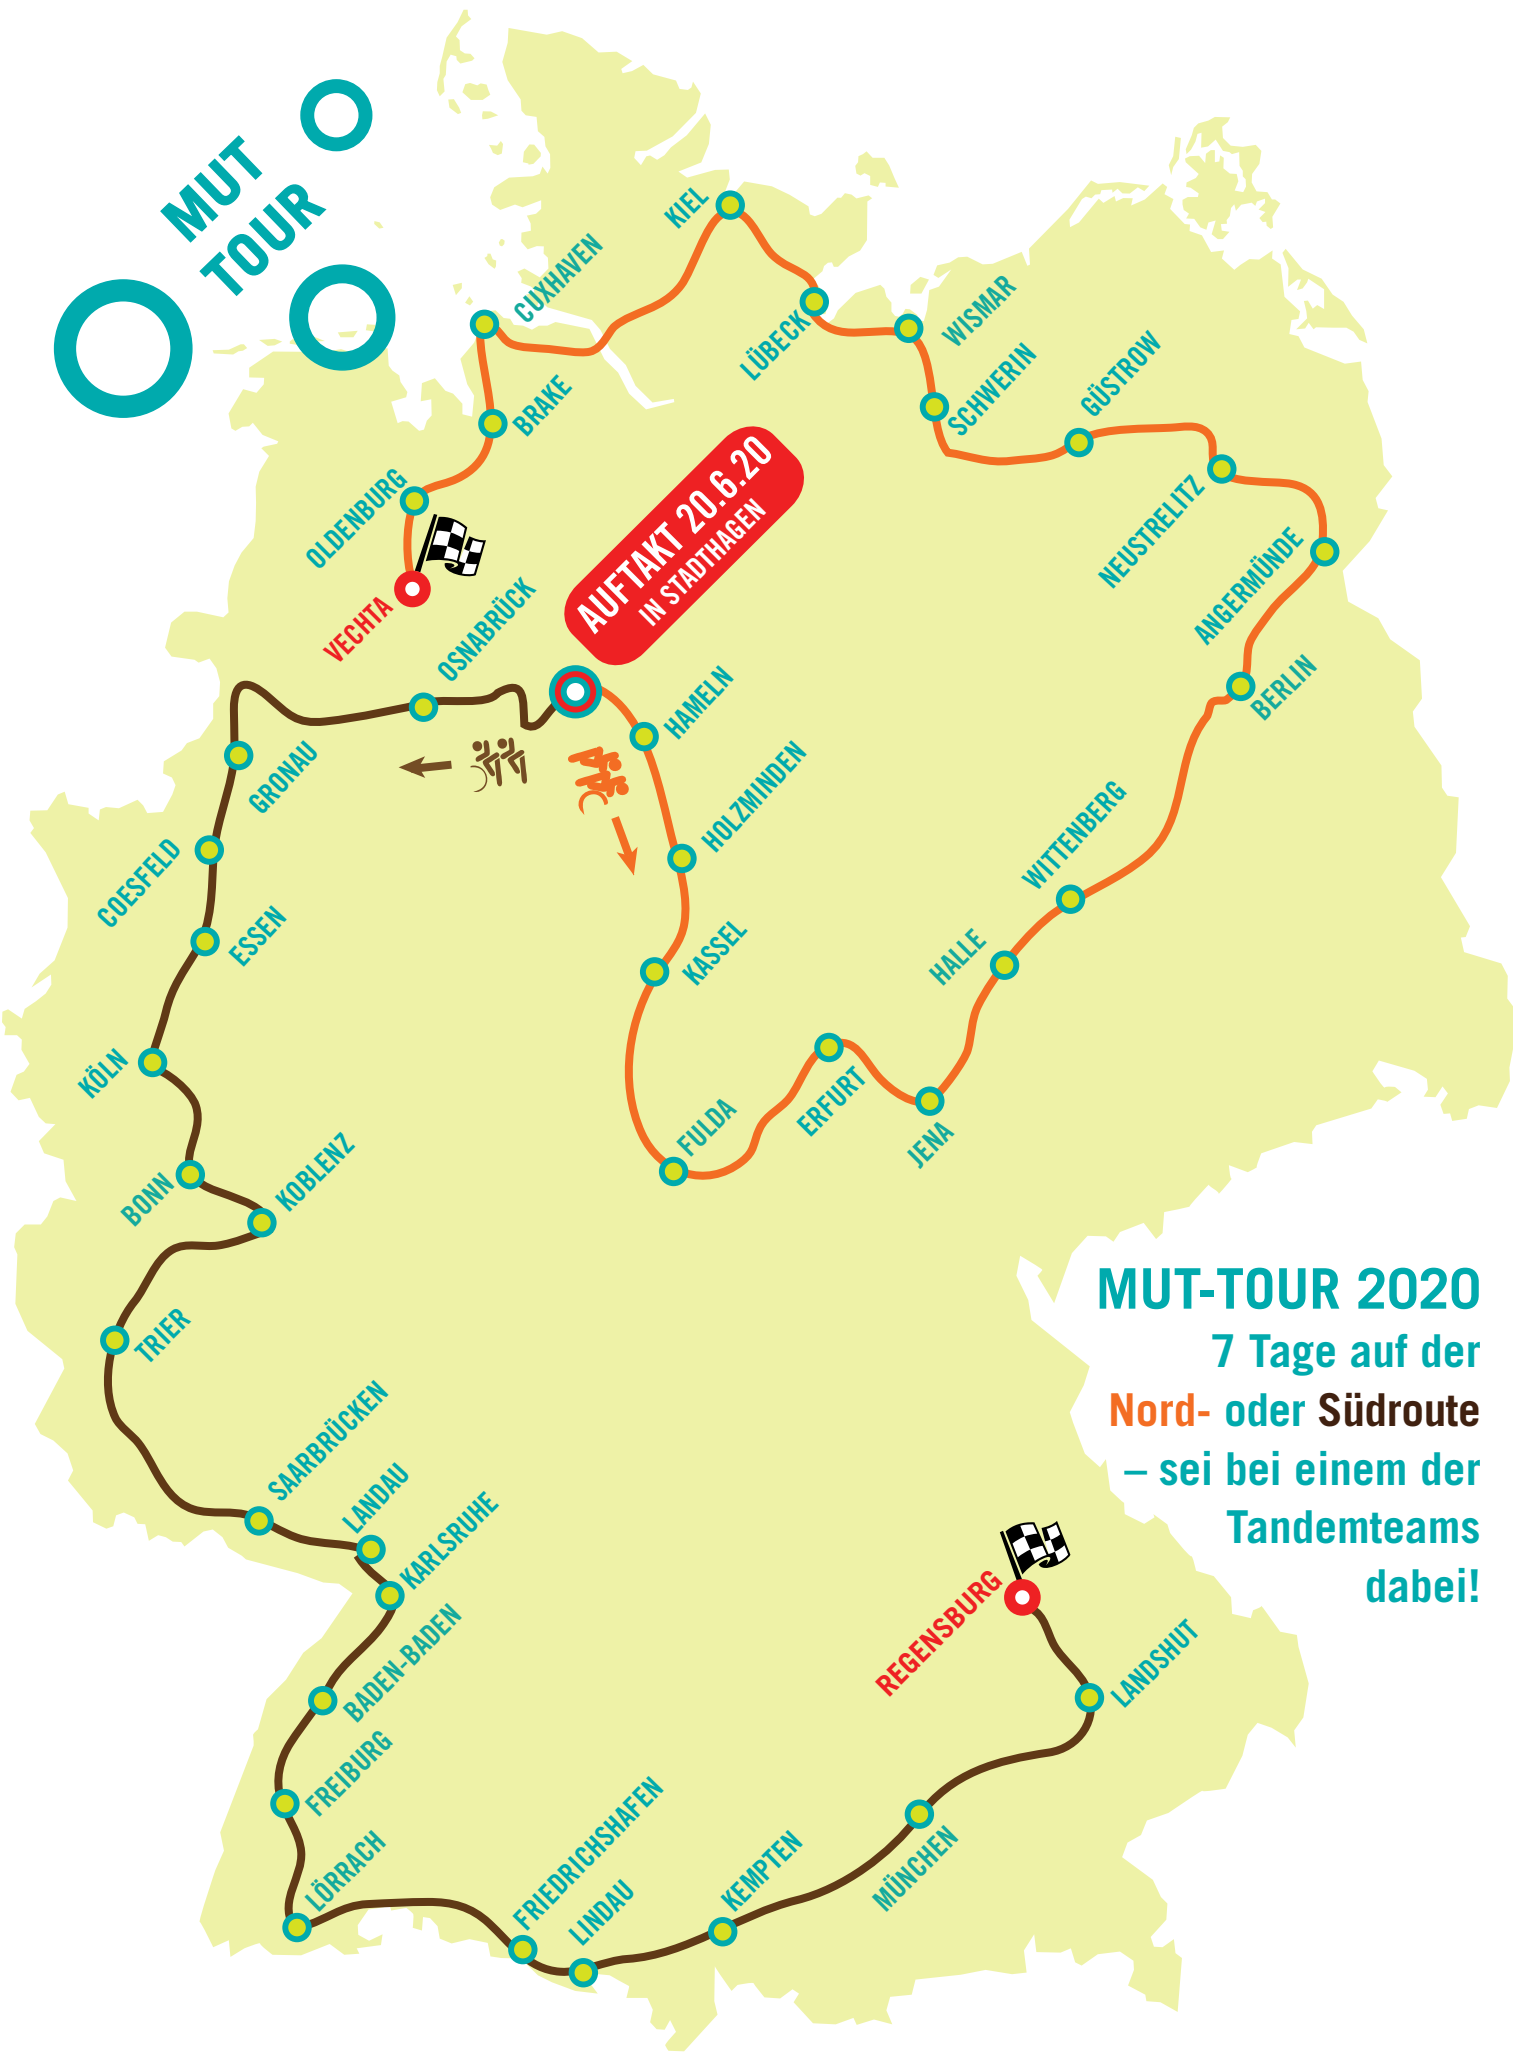 MUT
TOUR
KIEL
CUXHAVEN
LÜBECK
WISMAR
SCHWERIN
GÜSTROW
BRAKE
OLDENBURG
NEUSTRELITZ
ANGERMÜNDE
AUFTAKT 20.6.20
IN STADTHAGEN
VECHTA
OSNABRÜCK
HAMELN
BERLIN
GRONAU
HOLZMINDEN
COESFELD
WITTENBERG
ESSEN
KASSEL
HALLE
KÖLN
FULDA
ERFURT
JENA
BONN
KOBLENZ
TRIER
MUT-TOUR 2020
7 Tage auf der
Nord- oder Südroute
– sei bei einem der
Tandemteams
dabei!
SAARBRÜCKEN
LANDAU
KARLSRUHE
BADEN-BADEN
REGENSBURG
LANDSHUT
FREIBURG
LÖRRACH
FRIEDRICHSHAFEN
LINDAU
KEMPTEN
MÜNCHEN